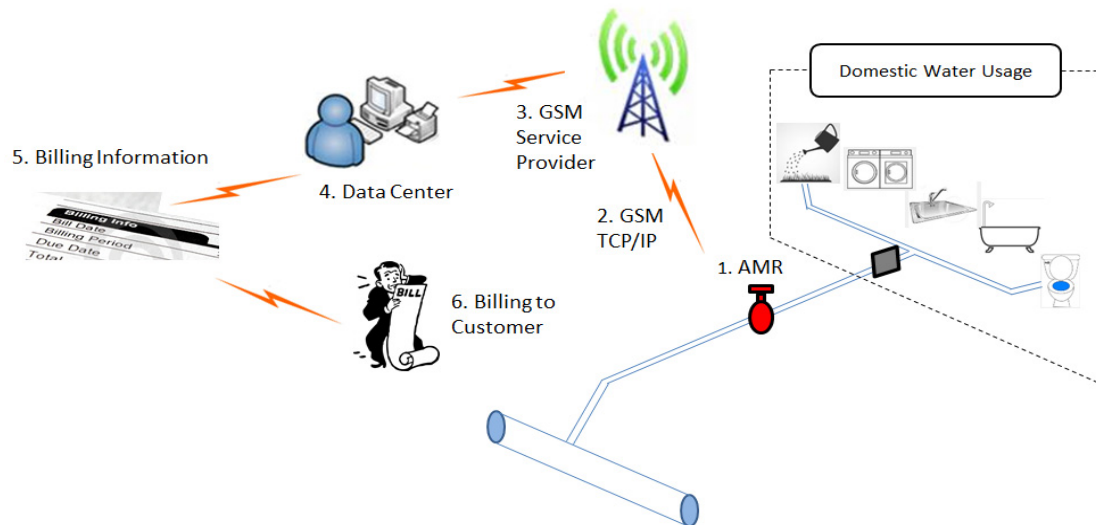 Domestic Water Usage
3. GSM
Service
Provider
5. Billing Information
4. Data Center
2. GSM
TCP/IP
1. AMR
Billing Info
Bill Date
Billing Period
Due Date
Total
6. Billing to
Customer
BILL